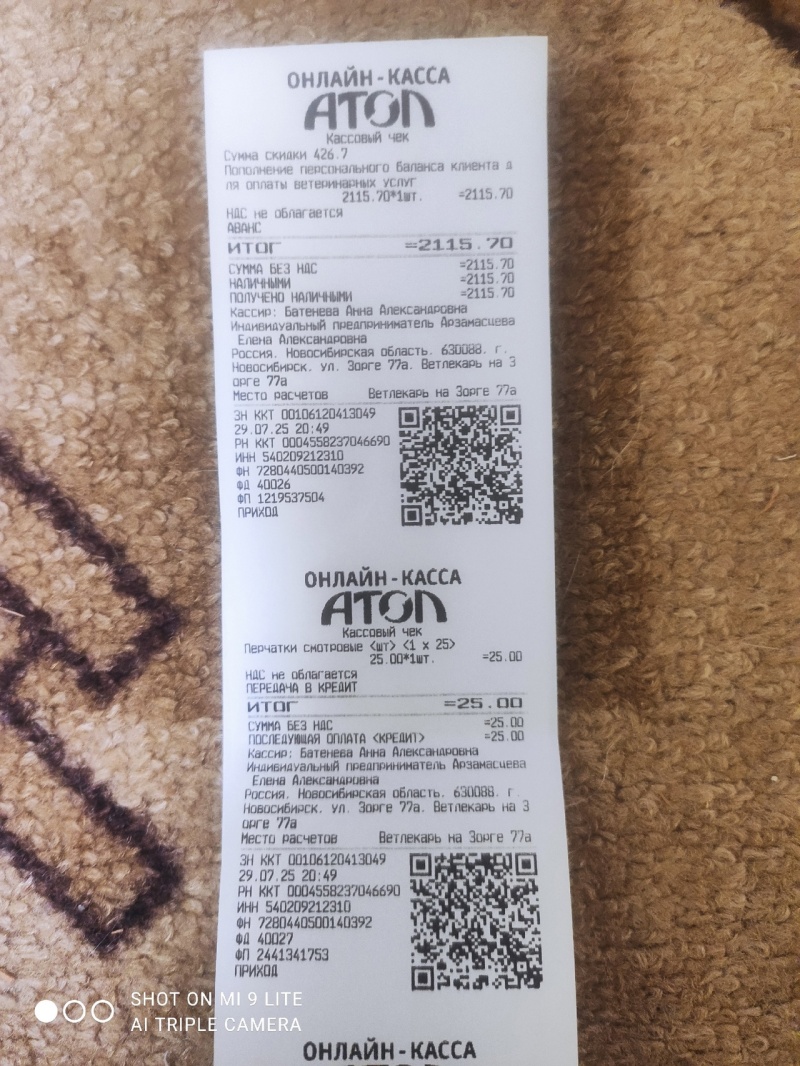 ОНЛАЙН-КАССА
АТОЛ
Кассовый чек
Сумма скидки 426.7
Пополнение персонального баланса клиента д
ля оплаты ветеринарных услуг
2115.70*1шт. =2115.70
НДС не облагается
АВАНС
ИТОГ =2115.70
СУММА БЕЗ НДС =2115.70
НАЛИЧНЫМИ =2115.70
ПОЛУЧЕНО НАЛИЧНЫМИ =2115.70
Кассир: Батенева Анна Александровна
Индивидуальный предприниматель Арзамасцева
Елена Александровна
Россия, Новосибирская область, 630088, г.
Новосибирск, ул. Зорге 77а, Ветлекарь на З
орге 77а
Место расчетов Ветлекарь на Зорге 77а
ЗН ККТ 00106120413049
29.07.25 20:49
РН ККТ 0004558237046690
ИНН 540209212310
ФН 7280440500140392
ФД 40026
ФП 1219537504
ПРИХОД
ОНЛАЙН-КАССА
АТОЛ
Кассовый чек
Перчатки смотровые <шт> <1 x 25>
25.00*1шт. =25.00
НДС не облагается
ПЕРЕДАЧА В КРЕДИТ
ИТОГ =25.00
СУММА БЕЗ НДС =25.00
ПОСЛЕДУЮЩАЯ ОПЛАТА <КРЕДИТ> =25.00
Кассир: Батенева Анна Александровна
Индивидуальный предприниматель Арзамасцева
Елена Александровна
Россия, Новосибирская область, 630088, г.
Новосибирск, ул. Зорге 77а, Ветлекарь на З
орге 77а
Место расчетов Ветлекарь на Зорге 77а
ЗН ККТ 00106120413049
29.07.25 20:49
РН ККТ 0004558237046690
ИНН 540209212310
ФН 7280440500140392
ФД 40027
ФП 2441341753
ПРИХОД
SHOT ON MI 9 LITE
AI TRIPLE CAMERA
ОНЛАЙН-КАССА